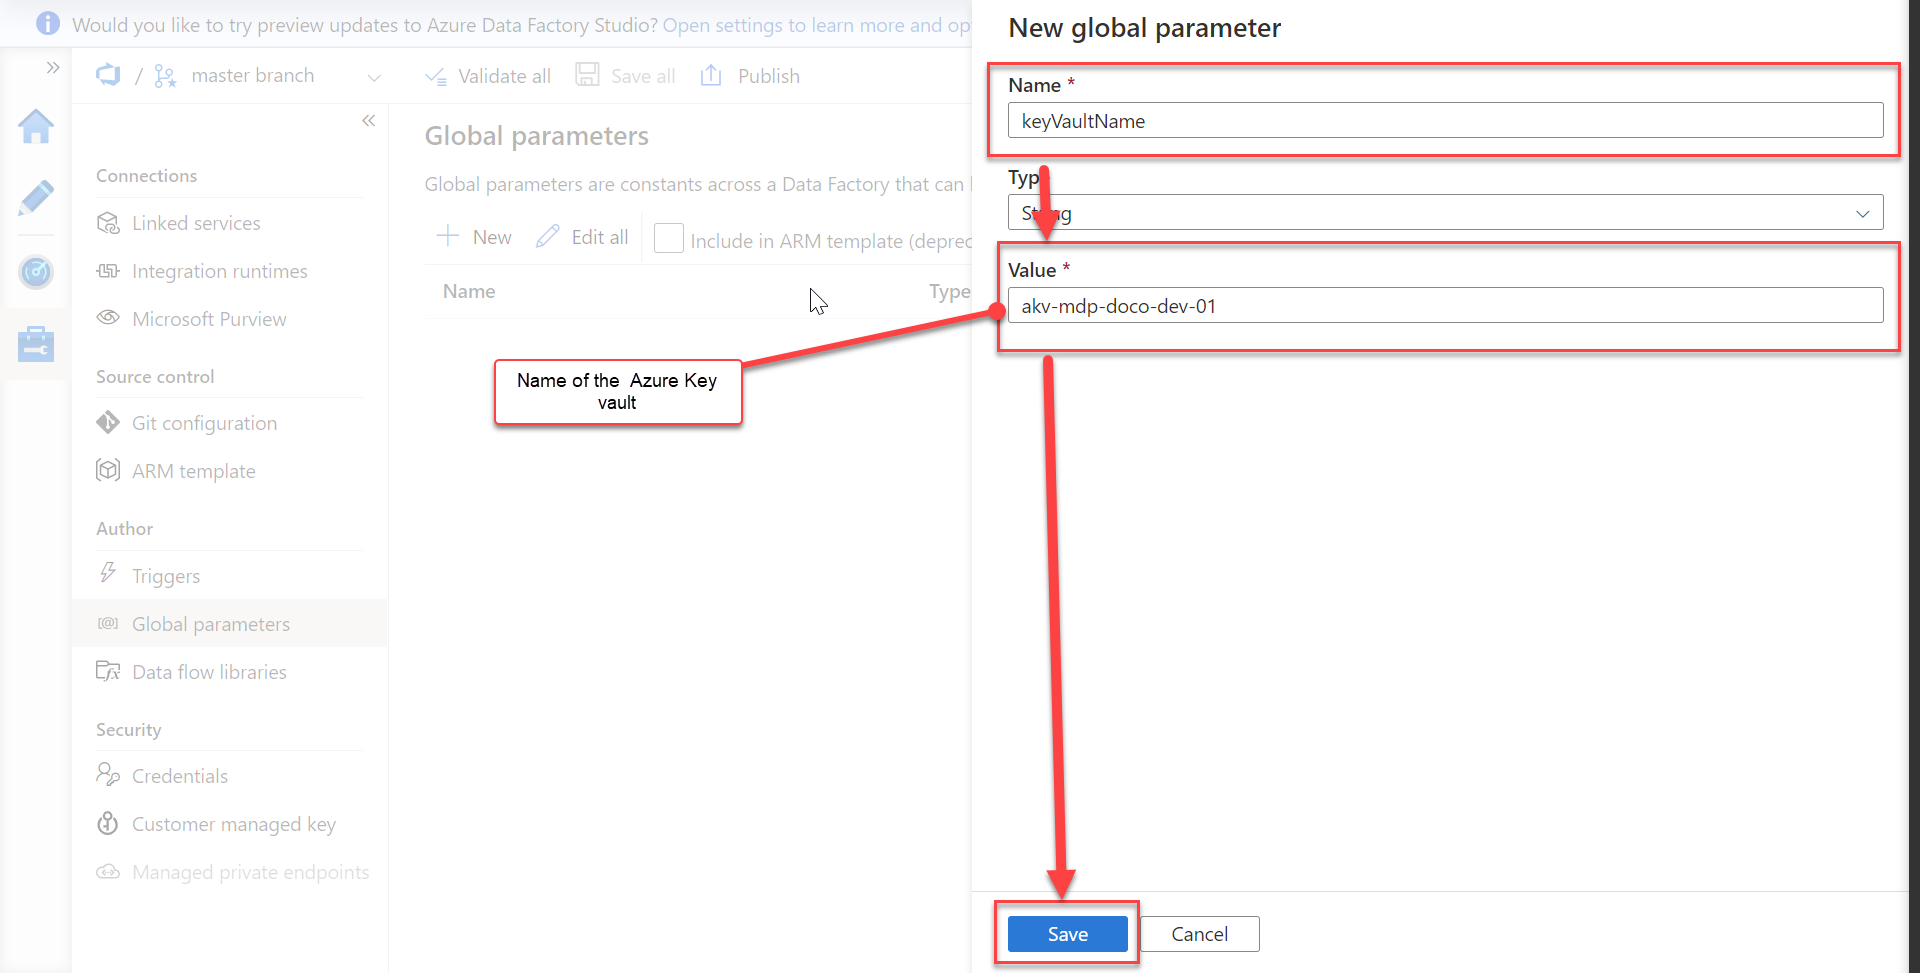 Would you like to try preview updates to Azure Data Factory Studio? Open settings to learn more and op
/ master branch
Validate all
Save all
Publish
Connections
Linked services
Integration runtimes
Microsoft Purview
Source control
Git configuration
ARM template
Author
Triggers
Global parameters
Data flow libraries
Security
Credentials
Customer managed key
Managed private endpoints
Global parameters
Global parameters are constants across a Data Factory that can
New
Edit all
Include in ARM template (deprec
Name
Type
Name of the Azure Key
vault
New global parameter
Name *
keyVaultName
Type
String
Value *
akv-mdp-doco-dev-01
Save
Cancel